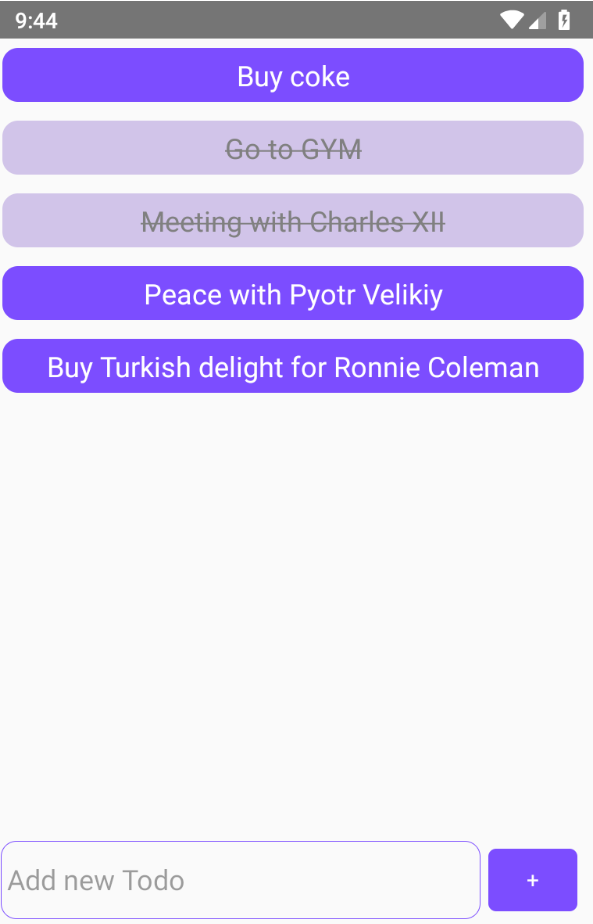 9:44
Buy coke
Go to GYM
Meeting with Charles XII
Peace with Pyotr Velikiy
Buy Turkish delight for Ronnie Coleman
Add new Todo
+